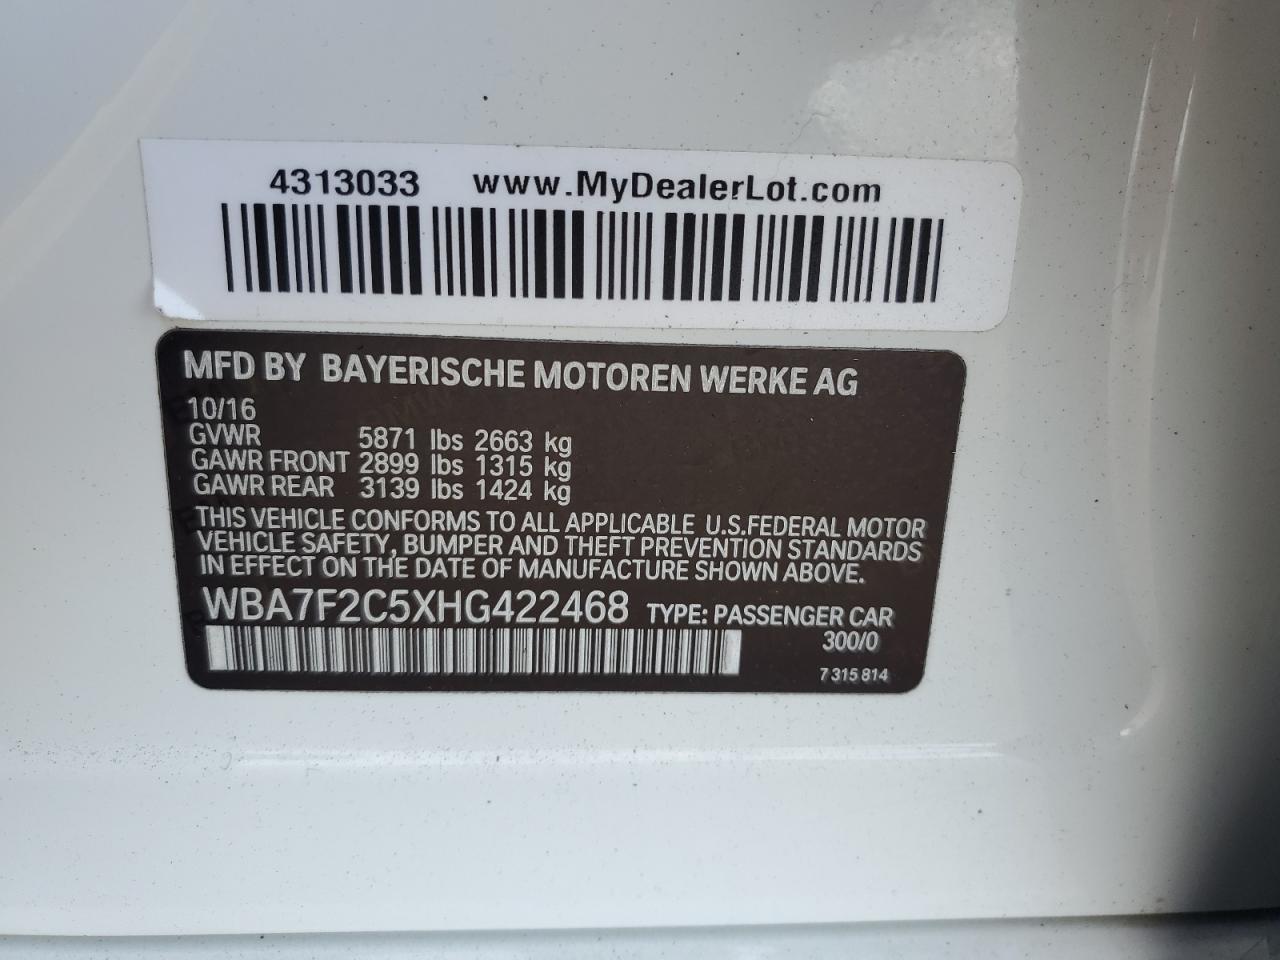 4313033 www.MyDealerLot.com
MFD BY BAYERISCHE MOTOREN WERKE AG
10/16
GVWR 5871 lbs 2663 kg
GAWR FRONT 2899 lbs 1315 kg
GAWR REAR 3139 lbs 1424 kg
THIS VEHICLE CONFORMS TO ALL APPLICABLE U.S.FEDERAL MOTOR
VEHICLE SAFETY, BUMPER AND THEFT PREVENTION STANDARDS
IN EFFECT ON THE DATE OF MANUFACTURE SHOWN ABOVE.
WBA7F2C5XHG422468 TYPE: PASSENGER CAR
300/0
7 315 814